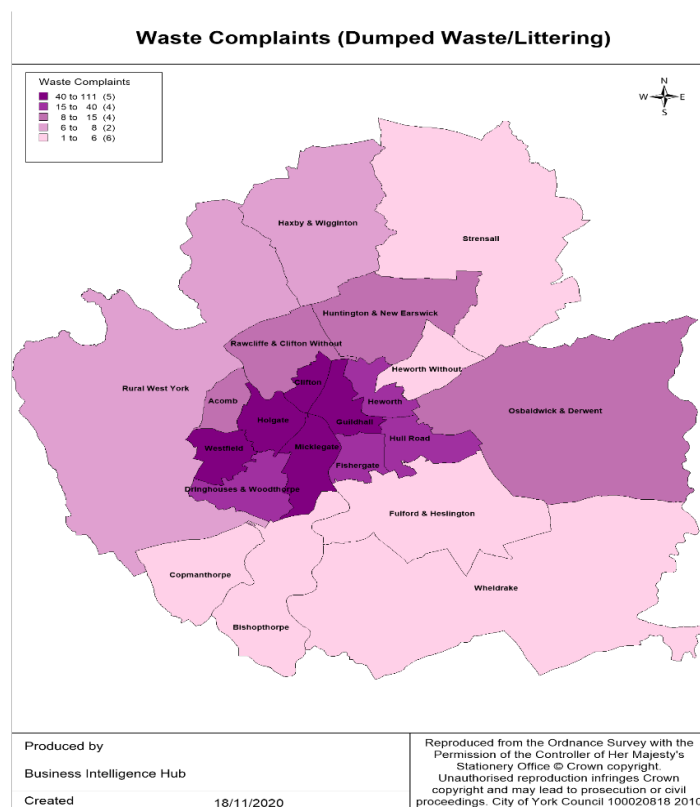 Waste Complaints (Dumped Waste/Littering)
Waste Complaints
40 to 111 (5)
15 to 40 (4)
8 to 15 (4)
6 to 8 (2)
1 to 6 (6)
N
W E
S
Haxby & Wigginton
Strensall
Huntington & New Earswick
Rawcliffe & Clifton Without
Heworth Without
Rural West York
Clifton
Acomb
Heworth
Osbaldwick & Derwent
Holgate
Guildhall
Hull Road
Westfield
Micklegate
Fishergate
Dringhouses & Woodthorpe
Fulford & Heslington
Copmanthorpe
Wheldrake
Bishopthorpe
Produced by
Business Intelligence Hub
Created 18/11/2020
Reproduced from the Ordnance Survey with the
Permission of the Controller of Her Majesty's
Stationery Office © Crown copyright.
Unauthorised reproduction infringes Crown
copyright and may lead to prosecution or civil
proceedings. City of York Council 100020818 201